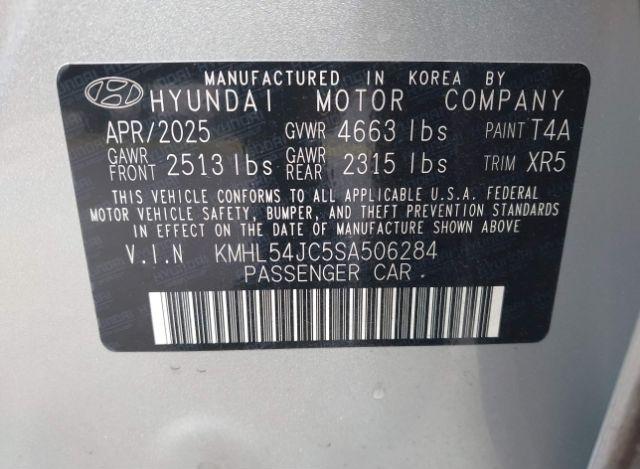 MANUFACTURED IN KOREA BY
HYUNDAI MOTOR COMPANY
APR/2025 GVWR 4663 lbs PAINT T4A
GAWR FRONT 2513 lbs GAWR REAR 2315 lbs TRIM XR5
THIS VEHICLE CONFORMS TO ALL APPLICABLE U.S.A. FEDERAL
MOTOR VEHICLE SAFETY, BUMPER, AND THEFT PREVENTION STANDARDS
IN EFFECT ON THE DATE OF MANUFACTURE SHOWN ABOVE.
V.I.N KMHL54JC5SA506284
PASSENGER CAR